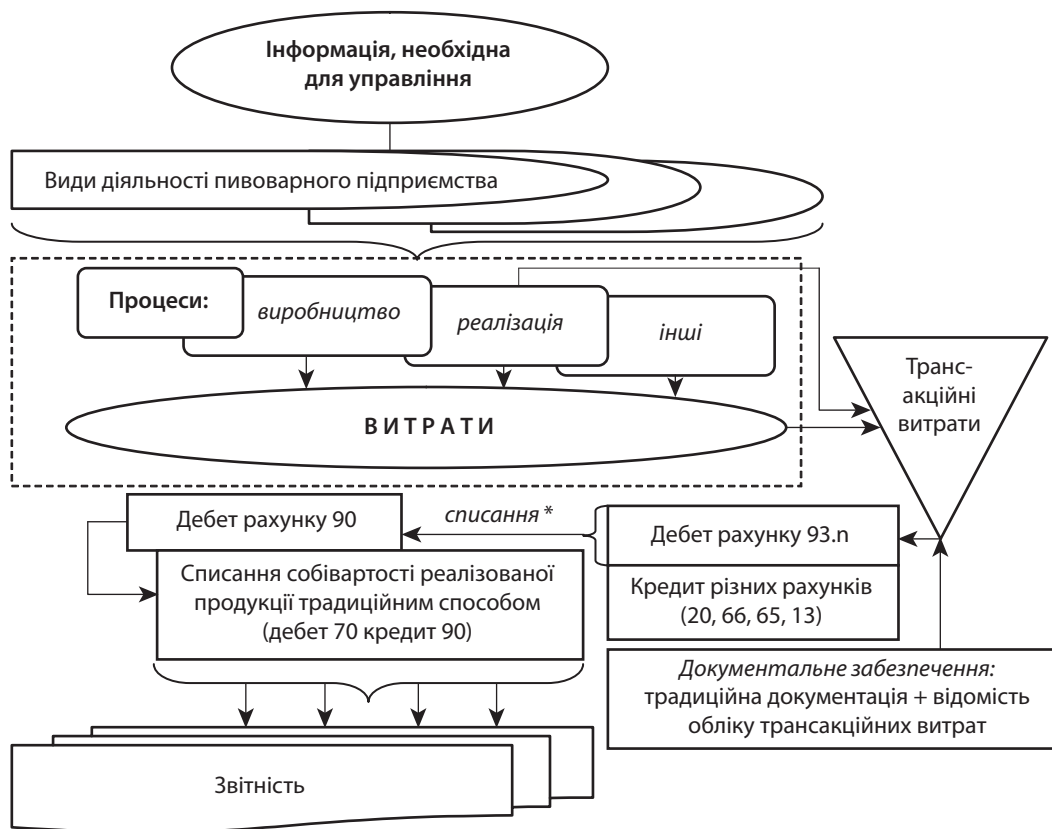 Інформація, необхідна
для управління
Види діяльності пивоварного підприємства
Процеси:
виробництво
реалізація
інші
ВИТРАТИ
Транс-
акційні
витрати
Дебет рахунку 90
списання *
Дебет рахунку 93.n
Списання собівартості реалізованої
продукції традиційним способом
(дебет 70 кредит 90)
Кредит різних рахунків
(20, 66, 65, 13)
Документальне забезпечення:
традиційна документація + відомість
обліку трансакційних витрат
Звітність